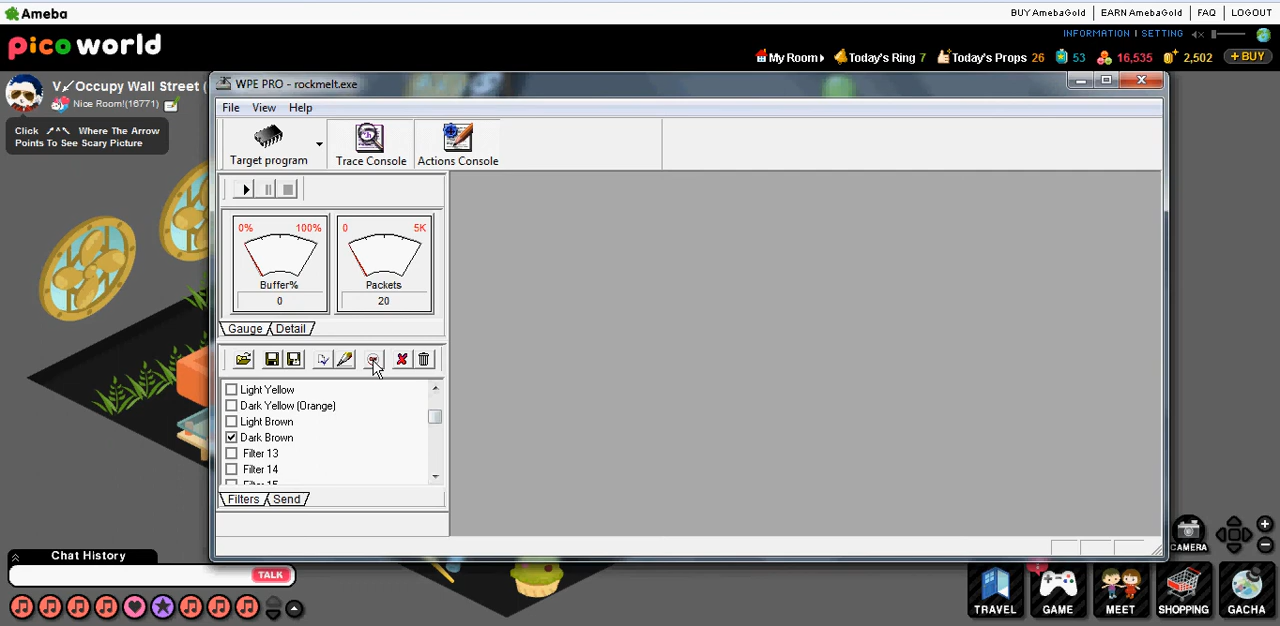 Ameba
BUY AmebaGold EARN AmebaGold FAQ LOGOUT
pico world
INFORMATION SETTING
My Room Today's Ring 7 Today's Props 26 53 16,535 2,502 +BUY
V✓Occupy Wall Street (
Nice Room!(16771)
Click Where The Arrow
Points To See Scary Picture
WPE PRO - rockmelt.exe
File View Help
Target program Trace Console Actions Console
0% 100% 0 5K
Buffer% Packets
0 20
Gauge Detail
Light Yellow
Dark Yellow (Orange)
Light Brown
Dark Brown
Filter 13
Filter 14
Filter 15
Filters Send
Chat History
TALK
CAMERA
TRAVEL GAME MEET SHOPPING GACHA